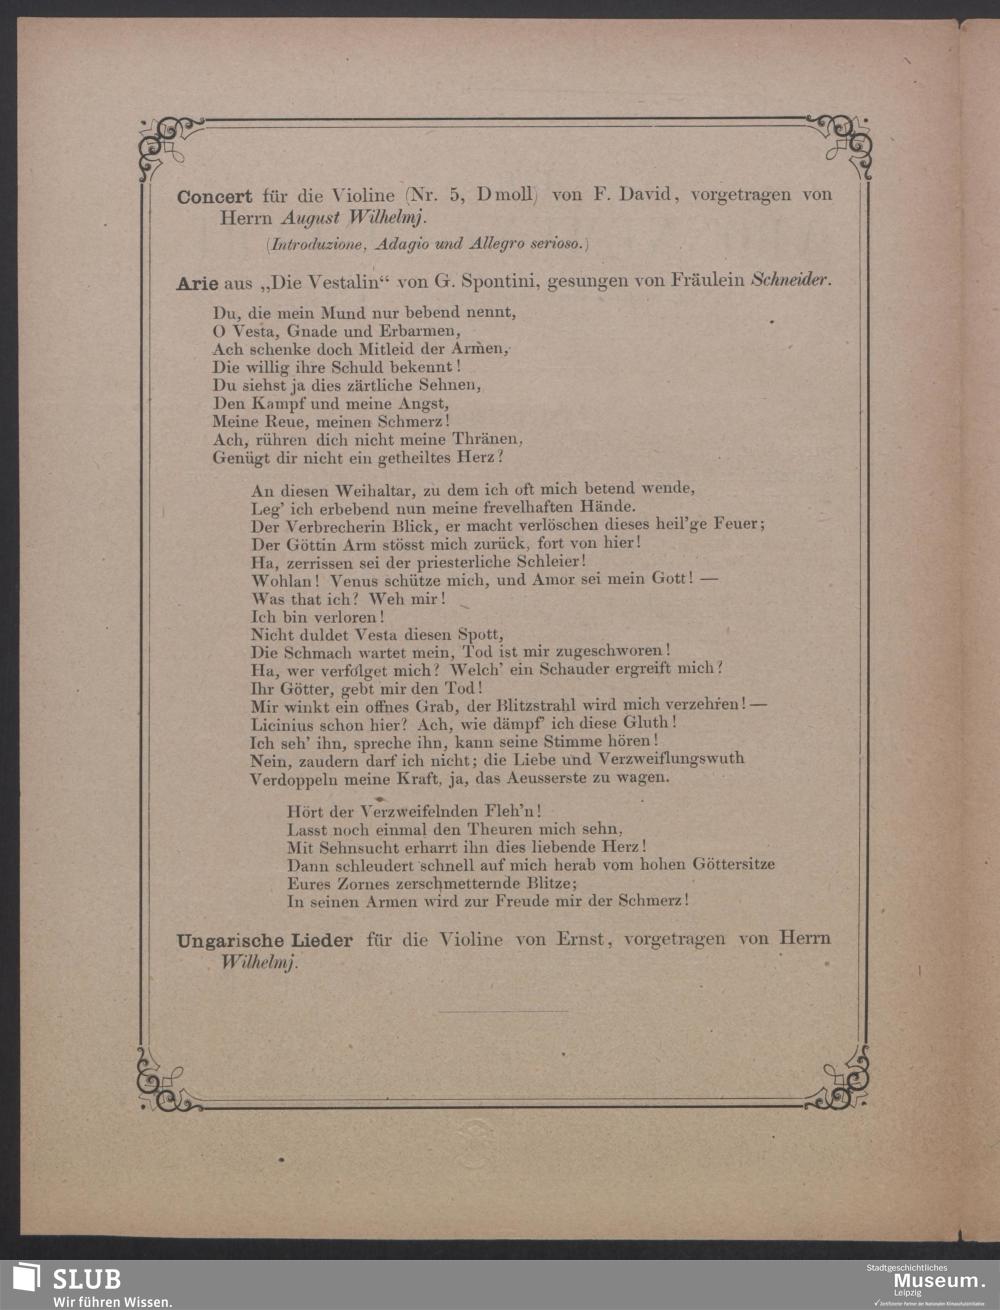 Concert für die Violine (Nr. 5, D moll) von F. David, vorgetragen von
Herrn August Wilhelmj.
(Introduzione, Adagio und Allegro serioso.)
Arie aus „Die Vestalin“ von G. Spontini, gesungen von Fräulein Schneider.
Du, die mein Mund nur bebend nennt,
O Vesta, Gnade und Erbarmen,
Ach schenke doch Mitleid der Armen,
Die willig ihre Schuld bekennt!
Du siehst ja dies zärtliche Sehnen,
Den Kampf und meine Angst,
Meine Reue, meinen Schmerz!
Ach, rühren dich nicht meine Thränen,
Genügt dir nicht ein getheiltes Herz?
An diesen Weihaltar, zu dem ich oft mich betend wende,
Leg’ ich erbebend nun meine frevelhaften Hände.
Der Verbrecherin Blick, er macht verlöschen dieses heil’ge Feuer;
Der Göttin Arm stösst mich zurück, fort von hier!
Ha, zerrissen sei der priesterliche Schleier!
Wohlan! Venus schütze mich, und Amor sei mein Gott! —
Was that ich? Weh mir!
Ich bin verloren!
Nicht duldet Vesta diesen Spott,
Die Schmach wartet mein, Tod ist mir zugeschworen!
Ha, wer verfolget mich? Welch’ ein Schauder ergreift mich?
Ihr Götter, gebt mir den Tod!
Mir winkt ein offnes Grab, der Blitzstrahl wird mich verzehren! —
Licinius schon hier? Ach, wie dämpf’ ich diese Gluth!
Ich seh’ ihn, spreche ihn, kann seine Stimme hören!
Nein, zaudern darf ich nicht; die Liebe und Verzweiflungswuth
Verdoppeln meine Kraft, ja, das Aeusserste zu wagen.
Hört der Verzweifelnden Fleh’n!
Lasst noch einmal den Theuren mich sehn,
Mit Sehnsucht erharrt ihn dies liebende Herz!
Dann schleudert schnell auf mich herab vom hohen Göttersitze
Eures Zornes zerschmetternde Blitze;
In seinen Armen wird zur Freude mir der Schmerz!
Ungarische Lieder für die Violine von Ernst, vorgetragen von Herrn
Wilhelmj.
SLUB
Wir führen Wissen.
Stadtgeschichtliches
Museum.
Leipzig
Zertifizierter Partner der Nationalen Klimaschutzinitiative